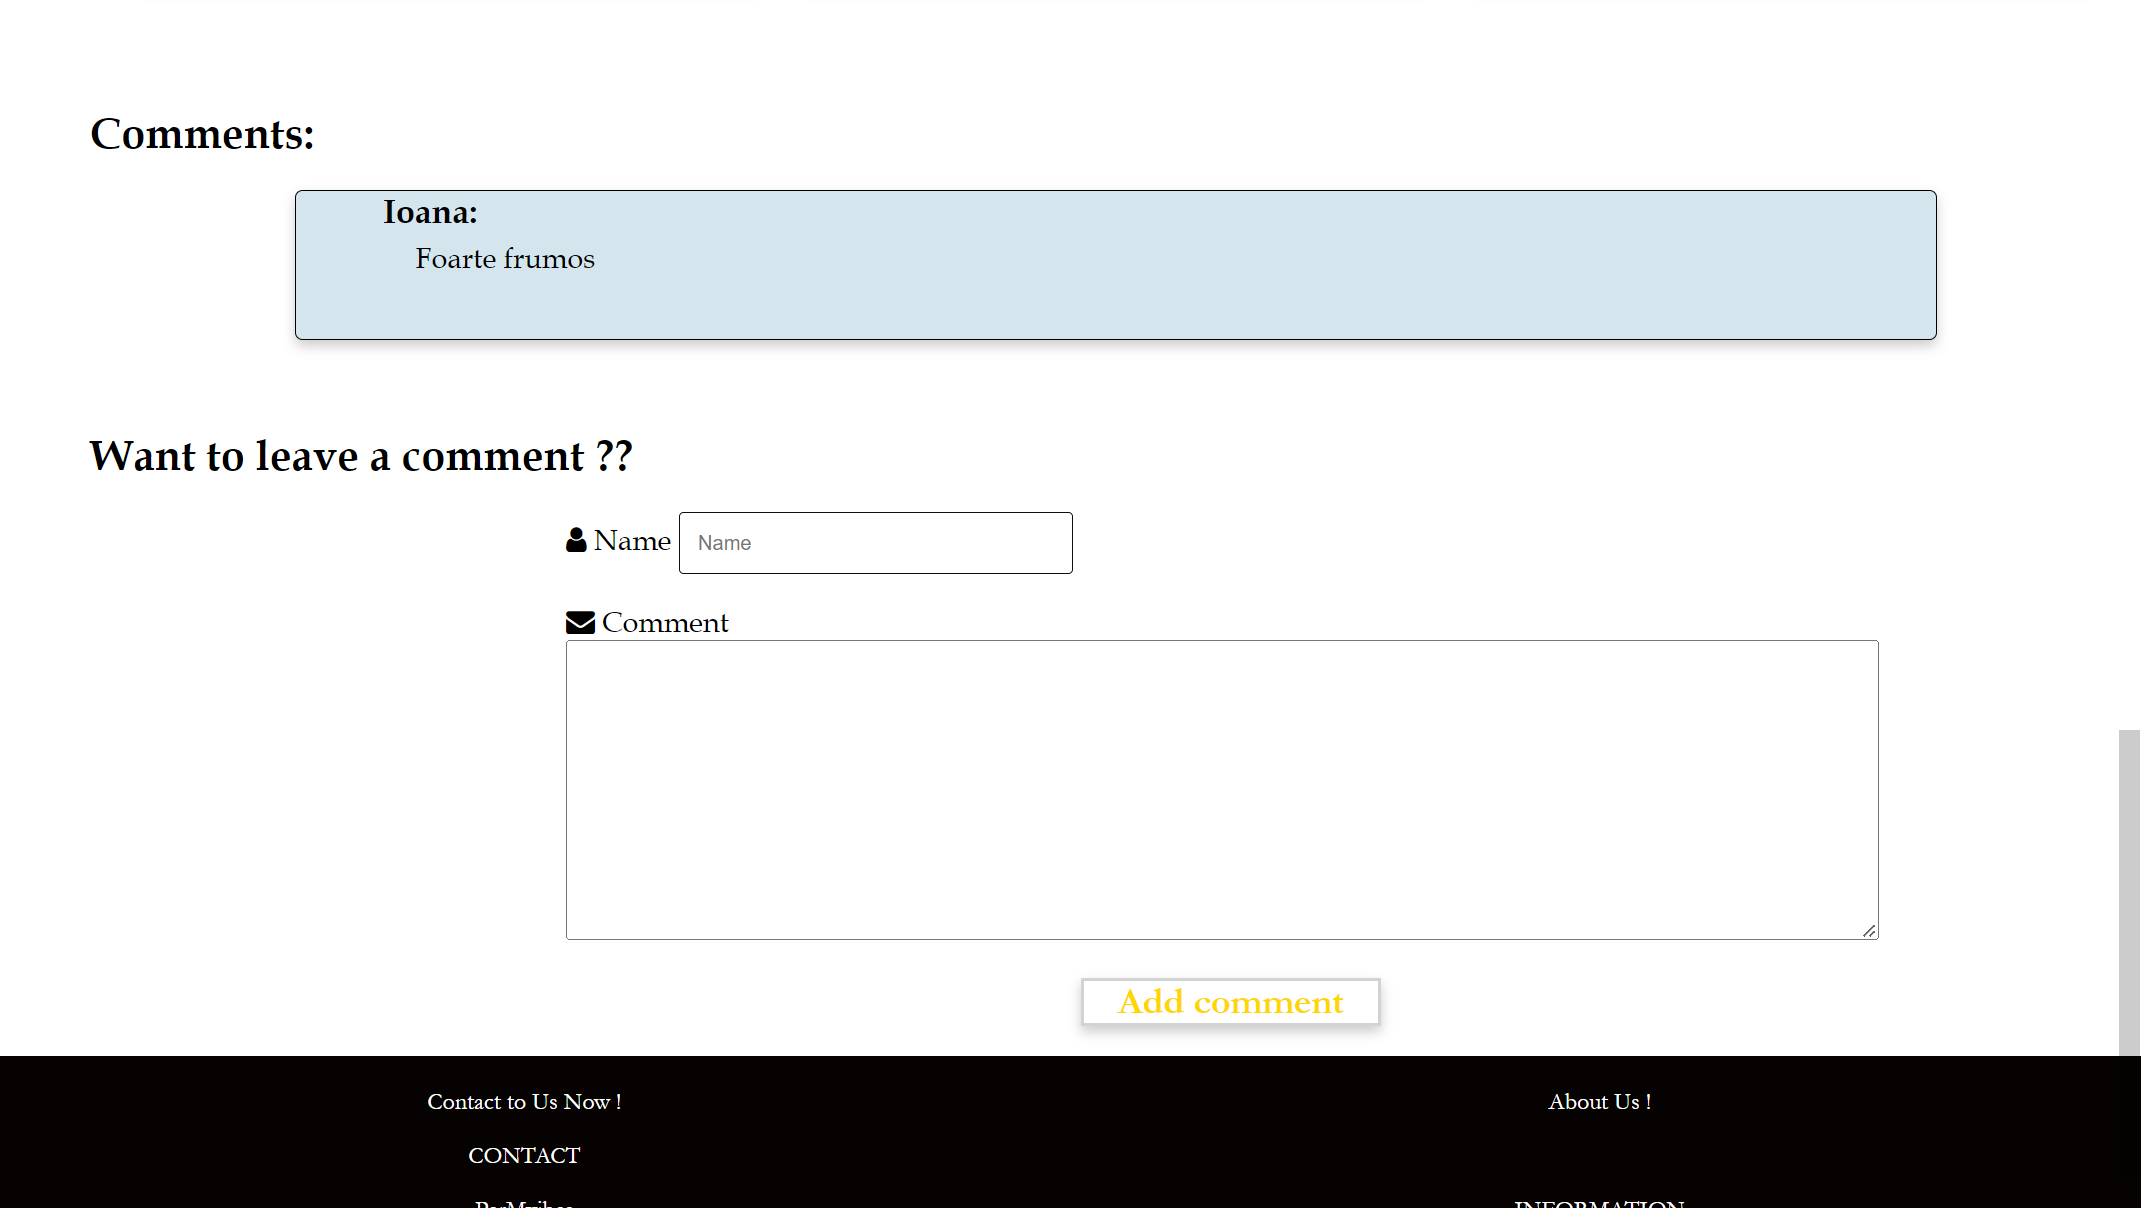 Comments:
Ioana:
Foarte frumos
Want to leave a comment ??
Name Name
Comment
Add comment
Contact to Us Now !
About Us !
CONTACT
INFORMATION